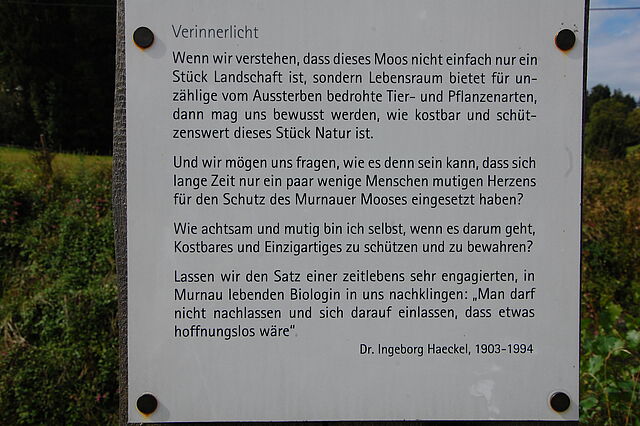 Verinnerlicht
Wenn wir verstehen, dass dieses Moos nicht einfach nur ein
Stück Landschaft ist, sondern Lebensraum bietet für un-
zählige vom Aussterben bedrohte Tier- und Pflanzenarten,
dann mag uns bewusst werden, wie kostbar und schüt-
zenswert dieses Stück Natur ist.
Und wir mögen uns fragen, wie es denn sein kann, dass sich
lange Zeit nur ein paar wenige Menschen mutigen Herzens
für den Schutz des Murnauer Mooses eingesetzt haben?
Wie achtsam und mutig bin ich selbst, wenn es darum geht,
Kostbares und Einzigartiges zu schützen und zu bewahren?
Lassen wir den Satz einer zeitlebens sehr engagierten, in
Murnau lebenden Biologin in uns nachklingen: „Man darf
nicht nachlassen und sich darauf einlassen, dass etwas
hoffnungslos wäre“.
Dr. Ingeborg Haeckel, 1903-1994